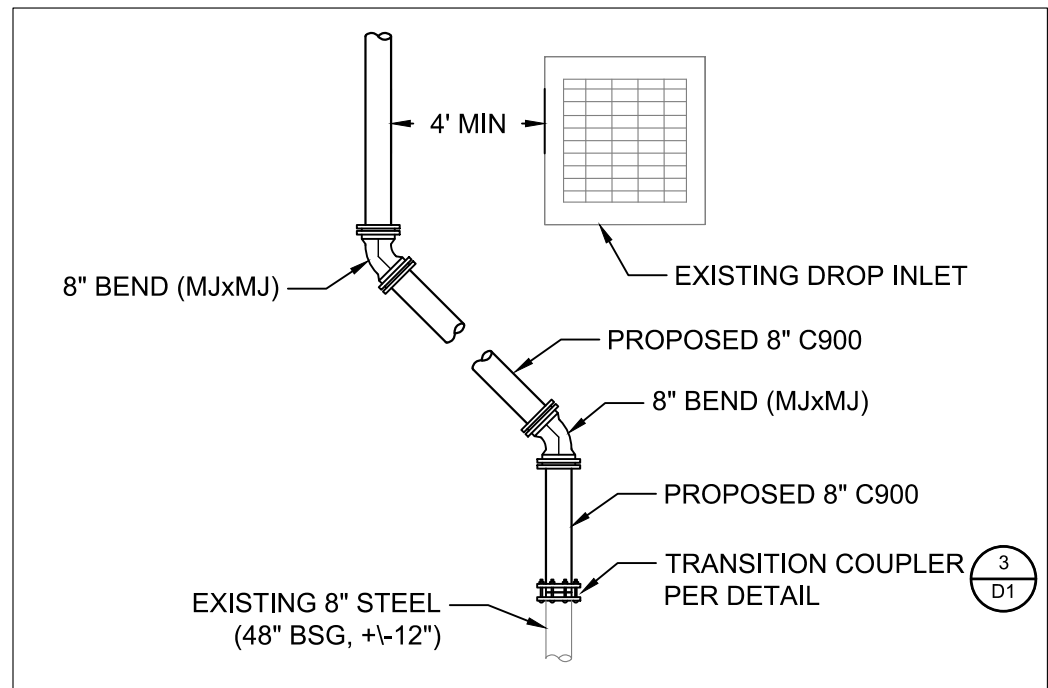 4' MIN
8" BEND (MJxMJ)
EXISTING DROP INLET
PROPOSED 8" C900
8" BEND (MJxMJ)
PROPOSED 8" C900
TRANSITION COUPLER
PER DETAIL
3
D1
EXISTING 8" STEEL
(48" BSG, +\-12")